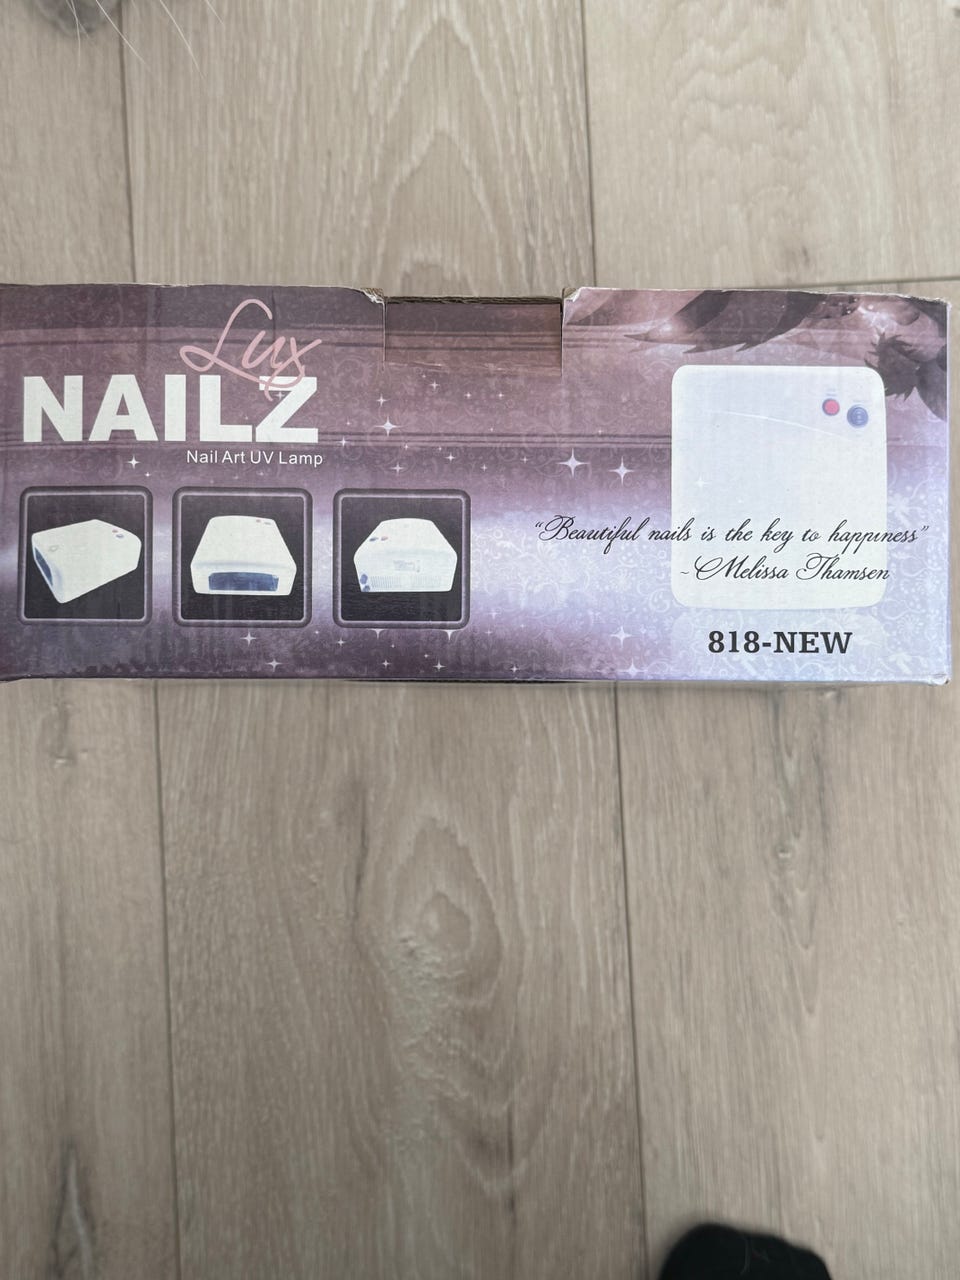 Lux
NAILZ
Nail Art UV Lamp
“Beautiful nails is the key to happiness”
~Melissa Thamsen
818-NEW